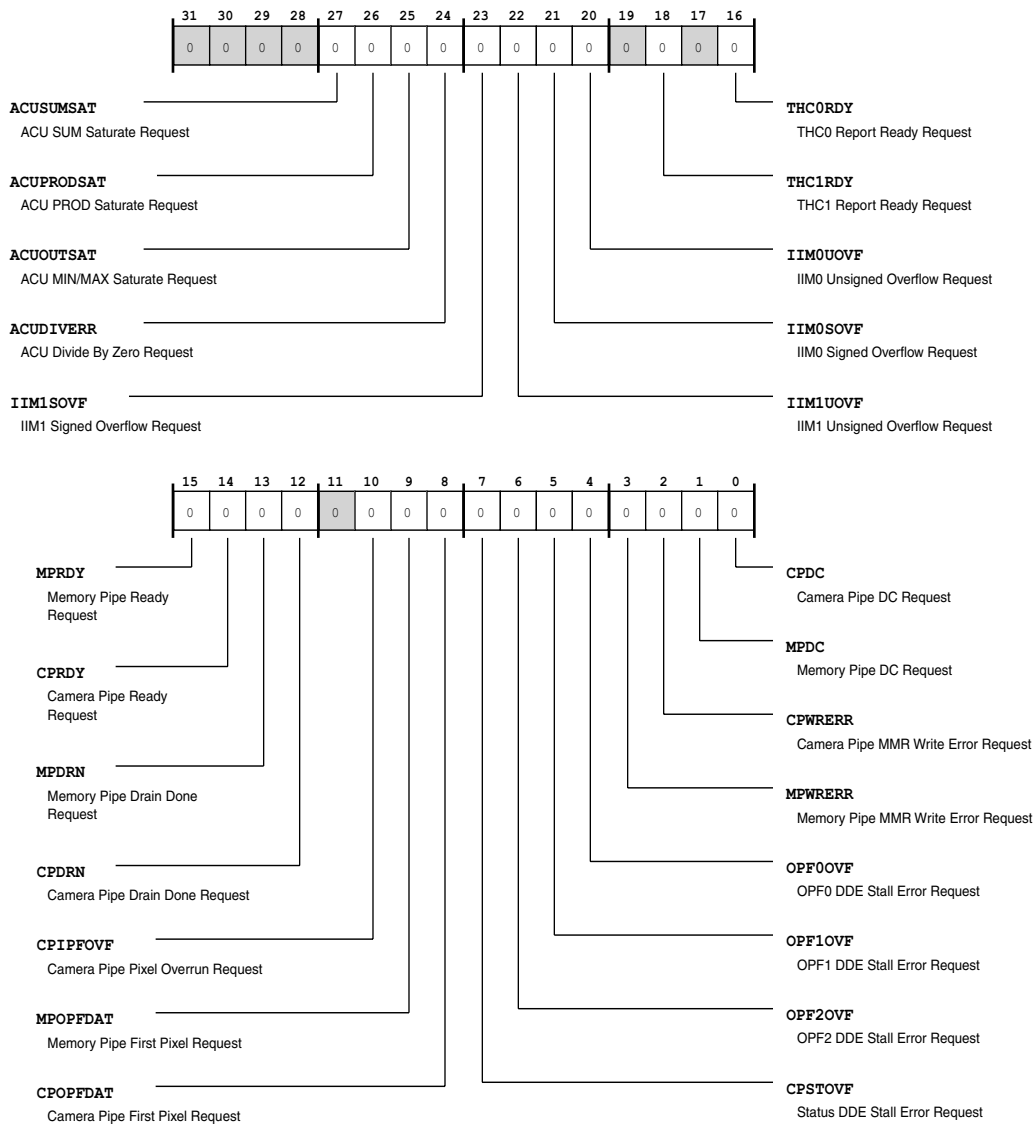 31 30 29 28 27 26 25 24 23 22 21 20 19 18 17 16
0 0 0 0 0 0 0 0 0 0 0 0 0 0 0 0
ACUSUMSAT
ACU SUM Saturate Request
ACUPRODSAT
ACU PROD Saturate Request
ACUOUTSAT
ACU MIN/MAX Saturate Request
ACUDIVERR
ACU Divide By Zero Request
IIM1SOVF
IIM1 Signed Overflow Request
THC0RDY
THC0 Report Ready Request
THC1RDY
THC1 Report Ready Request
IIM0UOVF
IIM0 Unsigned Overflow Request
IIM0SOVF
IIM0 Signed Overflow Request
IIM1UOVF
IIM1 Unsigned Overflow Request
15 14 13 12 11 10 9 8 7 6 5 4 3 2 1 0
0 0 0 0 0 0 0 0 0 0 0 0 0 0 0 0
MPRDY
Memory Pipe Ready
Request
CPRDY
Camera Pipe Ready
Request
MPDRN
Memory Pipe Drain Done
Request
CPDRN
Camera Pipe Drain Done Request
CPIPFOVF
Camera Pipe Pixel Overrun Request
MPOPFDAT
Memory Pipe First Pixel Request
CPOPFDAT
Camera Pipe First Pixel Request
CPDC
Camera Pipe DC Request
MPDC
Memory Pipe DC Request
CPWRERR
Camera Pipe MMR Write Error Request
MPWRERR
Memory Pipe MMR Write Error Request
OPF0OVF
OPF0 DDE Stall Error Request
OPF1OVF
OPF1 DDE Stall Error Request
OPF2OVF
OPF2 DDE Stall Error Request
CPSTOVF
Status DDE Stall Error Request